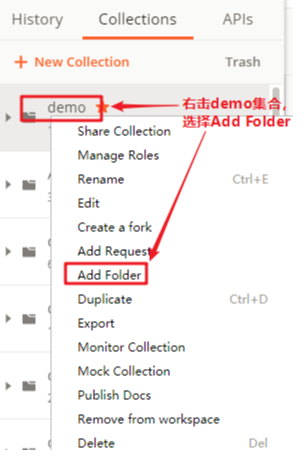 History Collections APIs
+ New Collection Trash
demo
右击demo集合,
选择Add Folder
Share Collection
Manage Roles
Rename Ctrl+E
Edit
Create a fork
Add Request
Add Folder
Duplicate Ctrl+D
Export
Monitor Collection
Mock Collection
Publish Docs
Remove from workspace
Delete Del